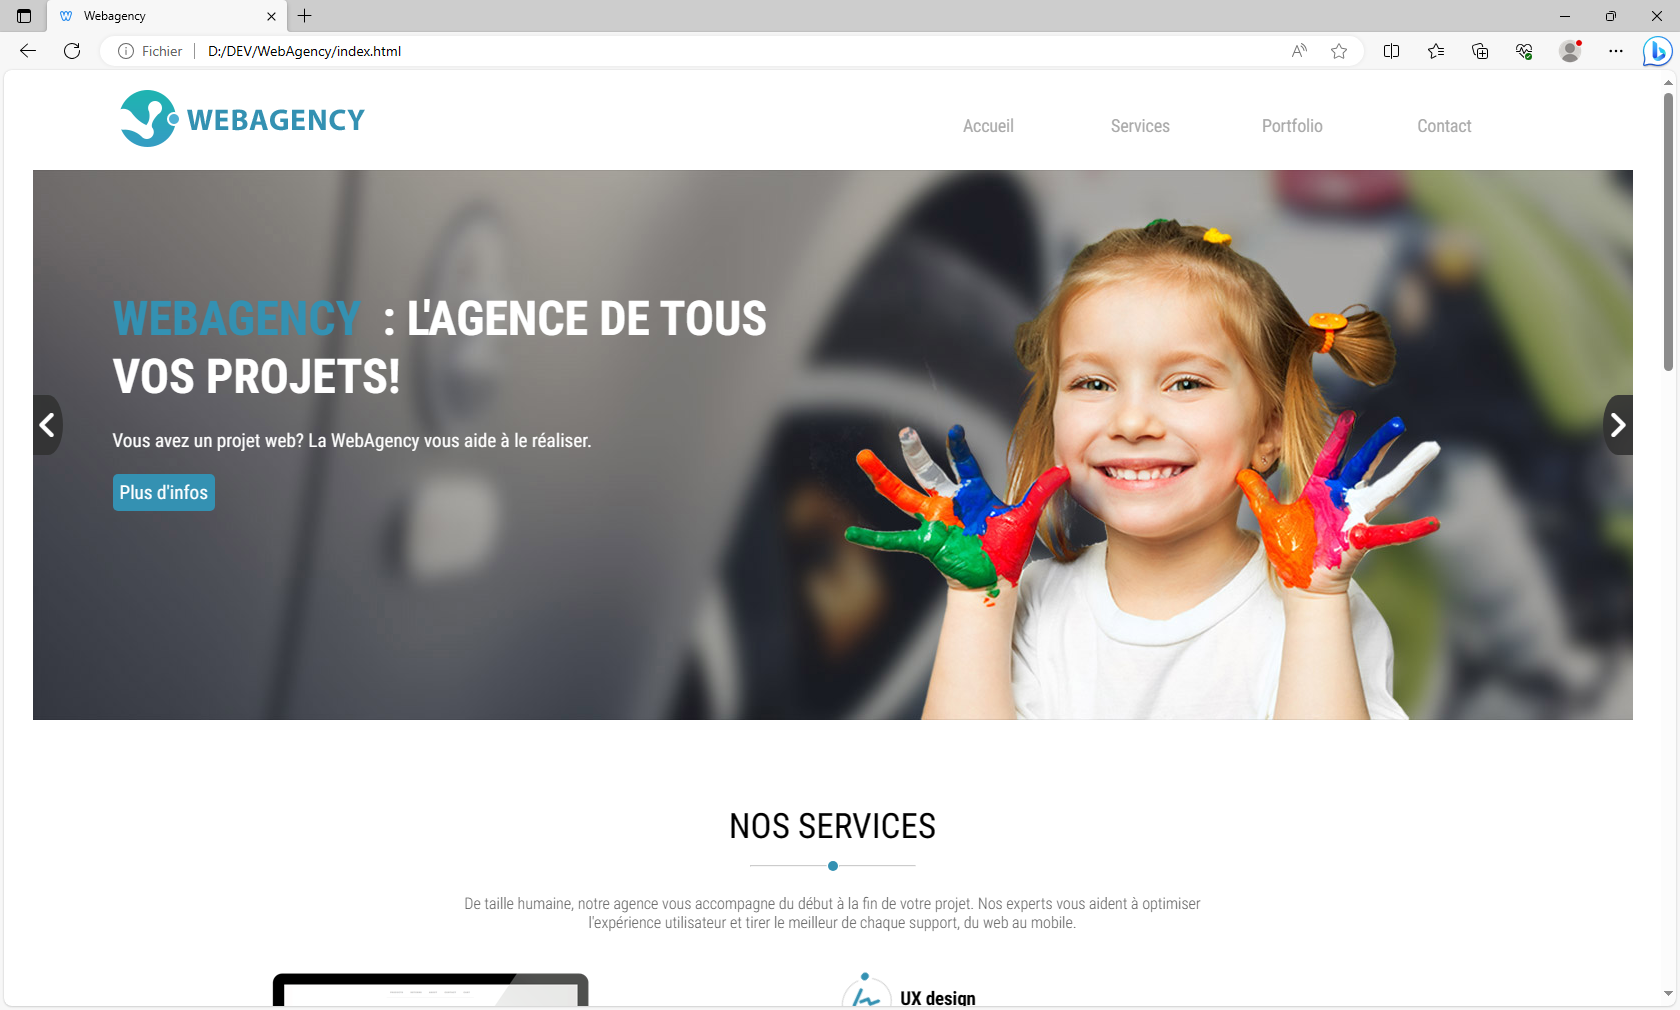 Webagency
Fichier
D:/DEV/WebAgency/index.html
WEBAGENCY
Accueil
Services
Portfolio
Contact
WEBAGENCY : L'AGENCE DE TOUS
VOS PROJETS!
Vous avez un projet web? La WebAgency vous aide à le réaliser.
Plus d'infos
NOS SERVICES
De taille humaine, notre agence vous accompagne du début à la fin de votre projet. Nos experts vous aident à optimiser
l'expérience utilisateur et tirer le meilleur de chaque support, du web au mobile.
UX design